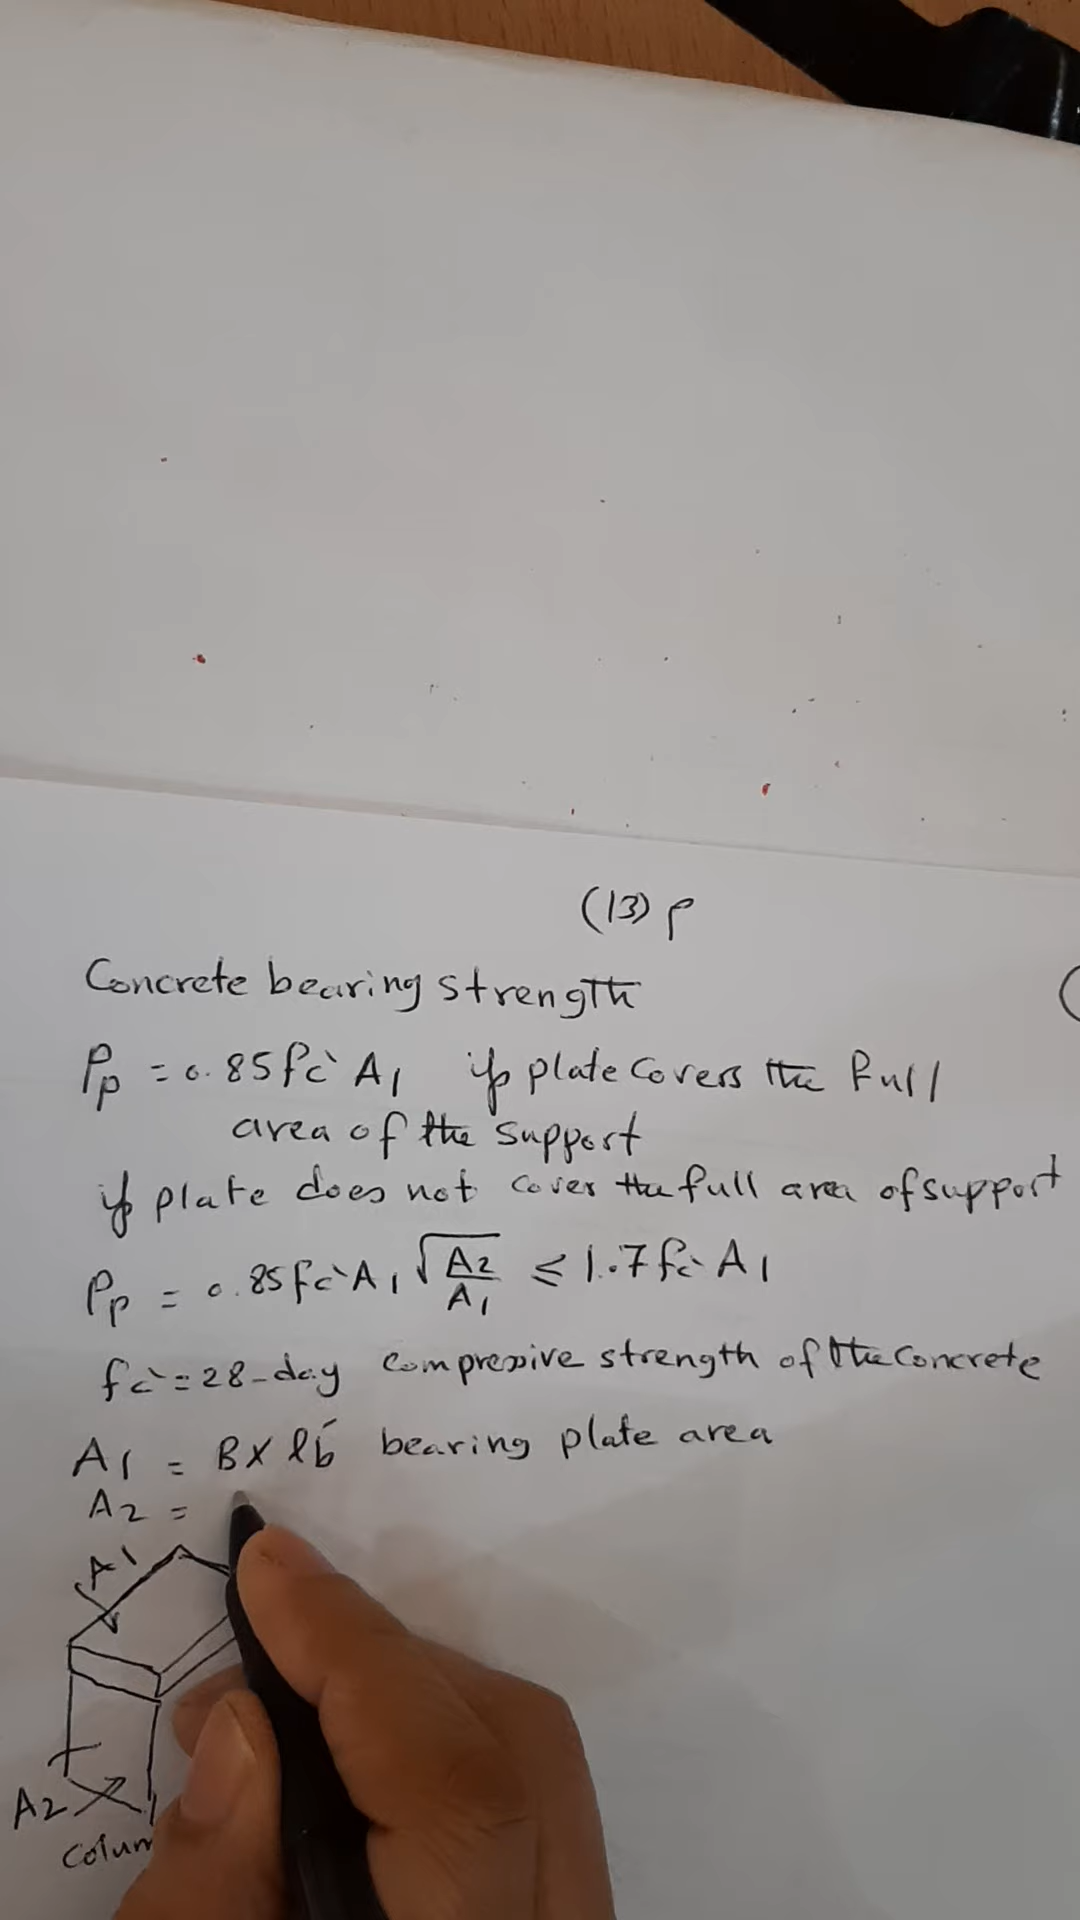 (13) P
Concrete bearing strength
Pp = 0.85 fc` A1 if plate covers the full
area of the support
if plate does not cover the full area of support
Pp = 0.85 fc` A1 √(A2/A1) ≤ 1.7 fc` A1
fc` = 28-day compressive strength of the concrete
A1 = B X lb bearing plate area
A2 =
A1
A2
Colum